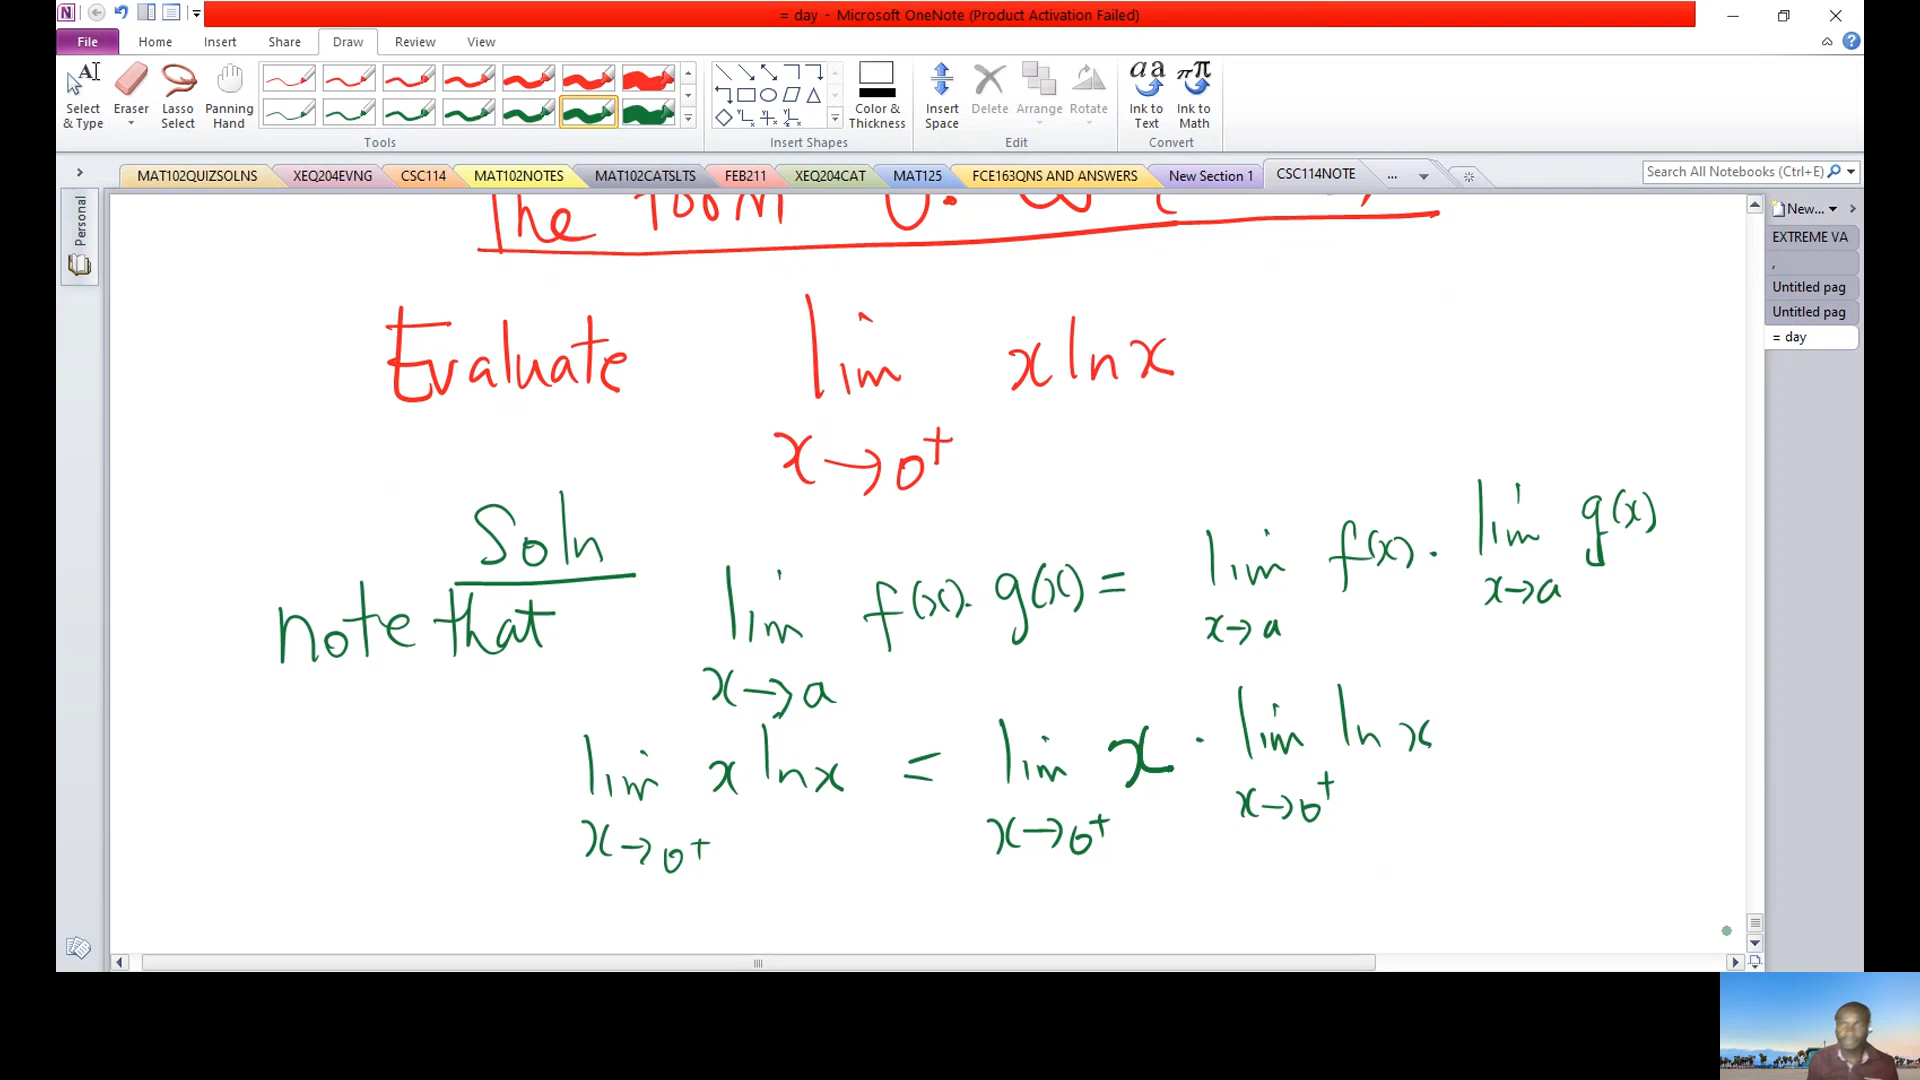 = day - Microsoft OneNote (Product Activation Failed)
File Home Insert Share Draw Review View
Select & Type Eraser Lasso Select Panning Hand Color & Thickness Insert Space Delete Arrange Rotate Ink to Text Ink to Math
Tools Insert Shapes Edit Convert
MAT102QUIZSOLNS XEQ204EVNG CSC114 MAT102NOTES MAT102CATSLTS FEB211 XEQ204CAT MAT125 FCE163QNS AND ANSWERS New Section 1 CSC114NOTE ... Search All Notebooks (Ctrl+E)
Personal
New...
EXTREME VA
,
Untitled pag
Untitled pag
= day
The
Evaluate lim x ln x
x→0+
Soln
note that lim f(x). g(x) = lim f(x) . lim g(x)
x→a x→a x→a
lim x ln x = lim x . lim ln x
x→0+ x→0+ x→0+